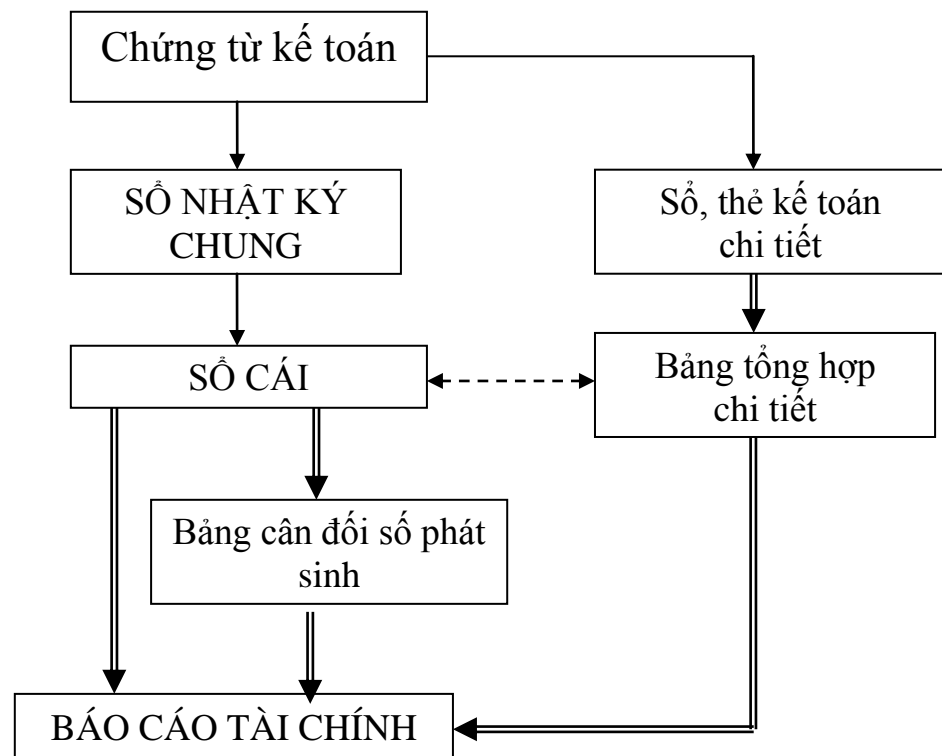 Chứng từ kế toán
SỔ NHẬT KÝ
CHUNG
Sổ, thẻ kế toán
chi tiết
SỔ CÁI
Bảng tổng hợp
chi tiết
Bảng cân đối số phát
sinh
BÁO CÁO TÀI CHÍNH